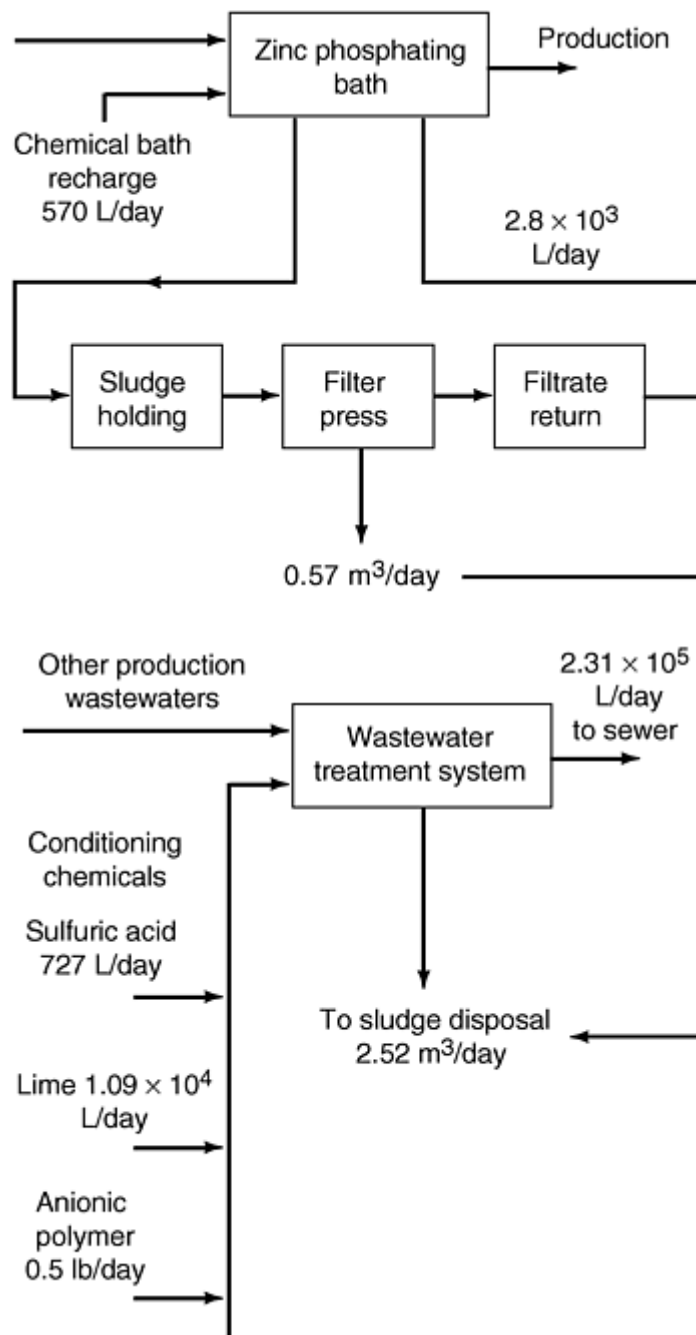 Zinc phosphating
bath
Production
Chemical bath
recharge
570 L/day
2.8 × 10³
L/day
Sludge
holding
Filter
press
Filtrate
return
0.57 m³/day
Other production
wastewaters
2.31 × 10⁵
L/day
to sewer
Wastewater
treatment system
Conditioning
chemicals
Sulfuric acid
727 L/day
To sludge disposal
2.52 m³/day
Lime 1.09 × 10⁴
L/day
Anionic
polymer
0.5 lb/day